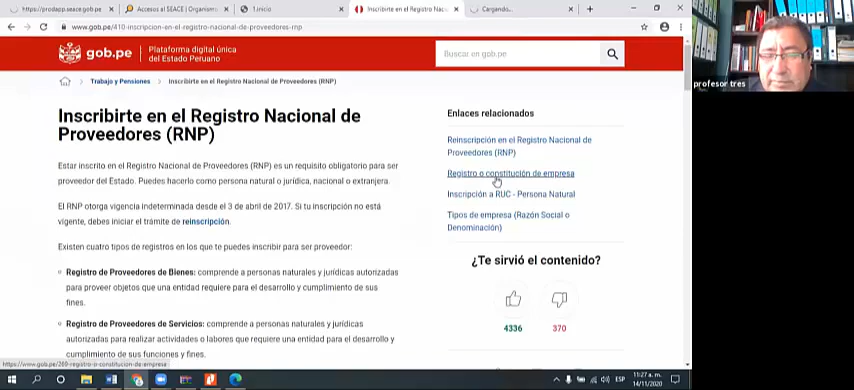 https://prodapp.seace.gob.pe
Accesos al SEACE | Organism
1.inicio
Inscribirte en el Registro Nac
Cargando...
www.gob.pe/410-inscripcion-en-el-registro-nacional-de-proveedores-rnp
gob.pe
Plataforma digital única
del Estado Peruano
Buscar en gob.pe
Trabajo y Pensiones > Inscribirte en el Registro Nacional de Proveedores (RNP)
Inscribirte en el Registro Nacional de
Proveedores (RNP)
Estar inscrito en el Registro Nacional de Proveedores (RNP) es un requisito obligatorio para ser
proveedor del Estado. Puedes hacerlo como persona natural o jurídica, nacional o extranjera.
El RNP otorga vigencia indeterminada desde el 3 de abril de 2017. Si tu inscripción no está
vigente, debes iniciar el trámite de reinscripción.
Existen cuatro tipos de registros en los que te puedes inscribir para ser proveedor:
Registro de Proveedores de Bienes: comprende a personas naturales y jurídicas autorizadas
para proveer objetos que una entidad requiere para el desarrollo y cumplimiento de sus
fines.
Registro de Proveedores de Servicios: comprende a personas naturales y jurídicas
autorizadas para realizar actividades o labores que requiere una entidad para el desarrollo y
cumplimiento de sus funciones y fines.
Enlaces relacionados
Reinscripción en el Registro Nacional de
Proveedores (RNP)
Registro o constitución de empresa
Inscripción a RUC - Persona Natural
Tipos de empresa (Razón Social o
Denominación)
¿Te sirvió el contenido?
4336
370
https://www.gob.pe/269-registro-o-constitucion-de-empresa
ESP
11:27 a. m.
14/11/2020
profesor tres